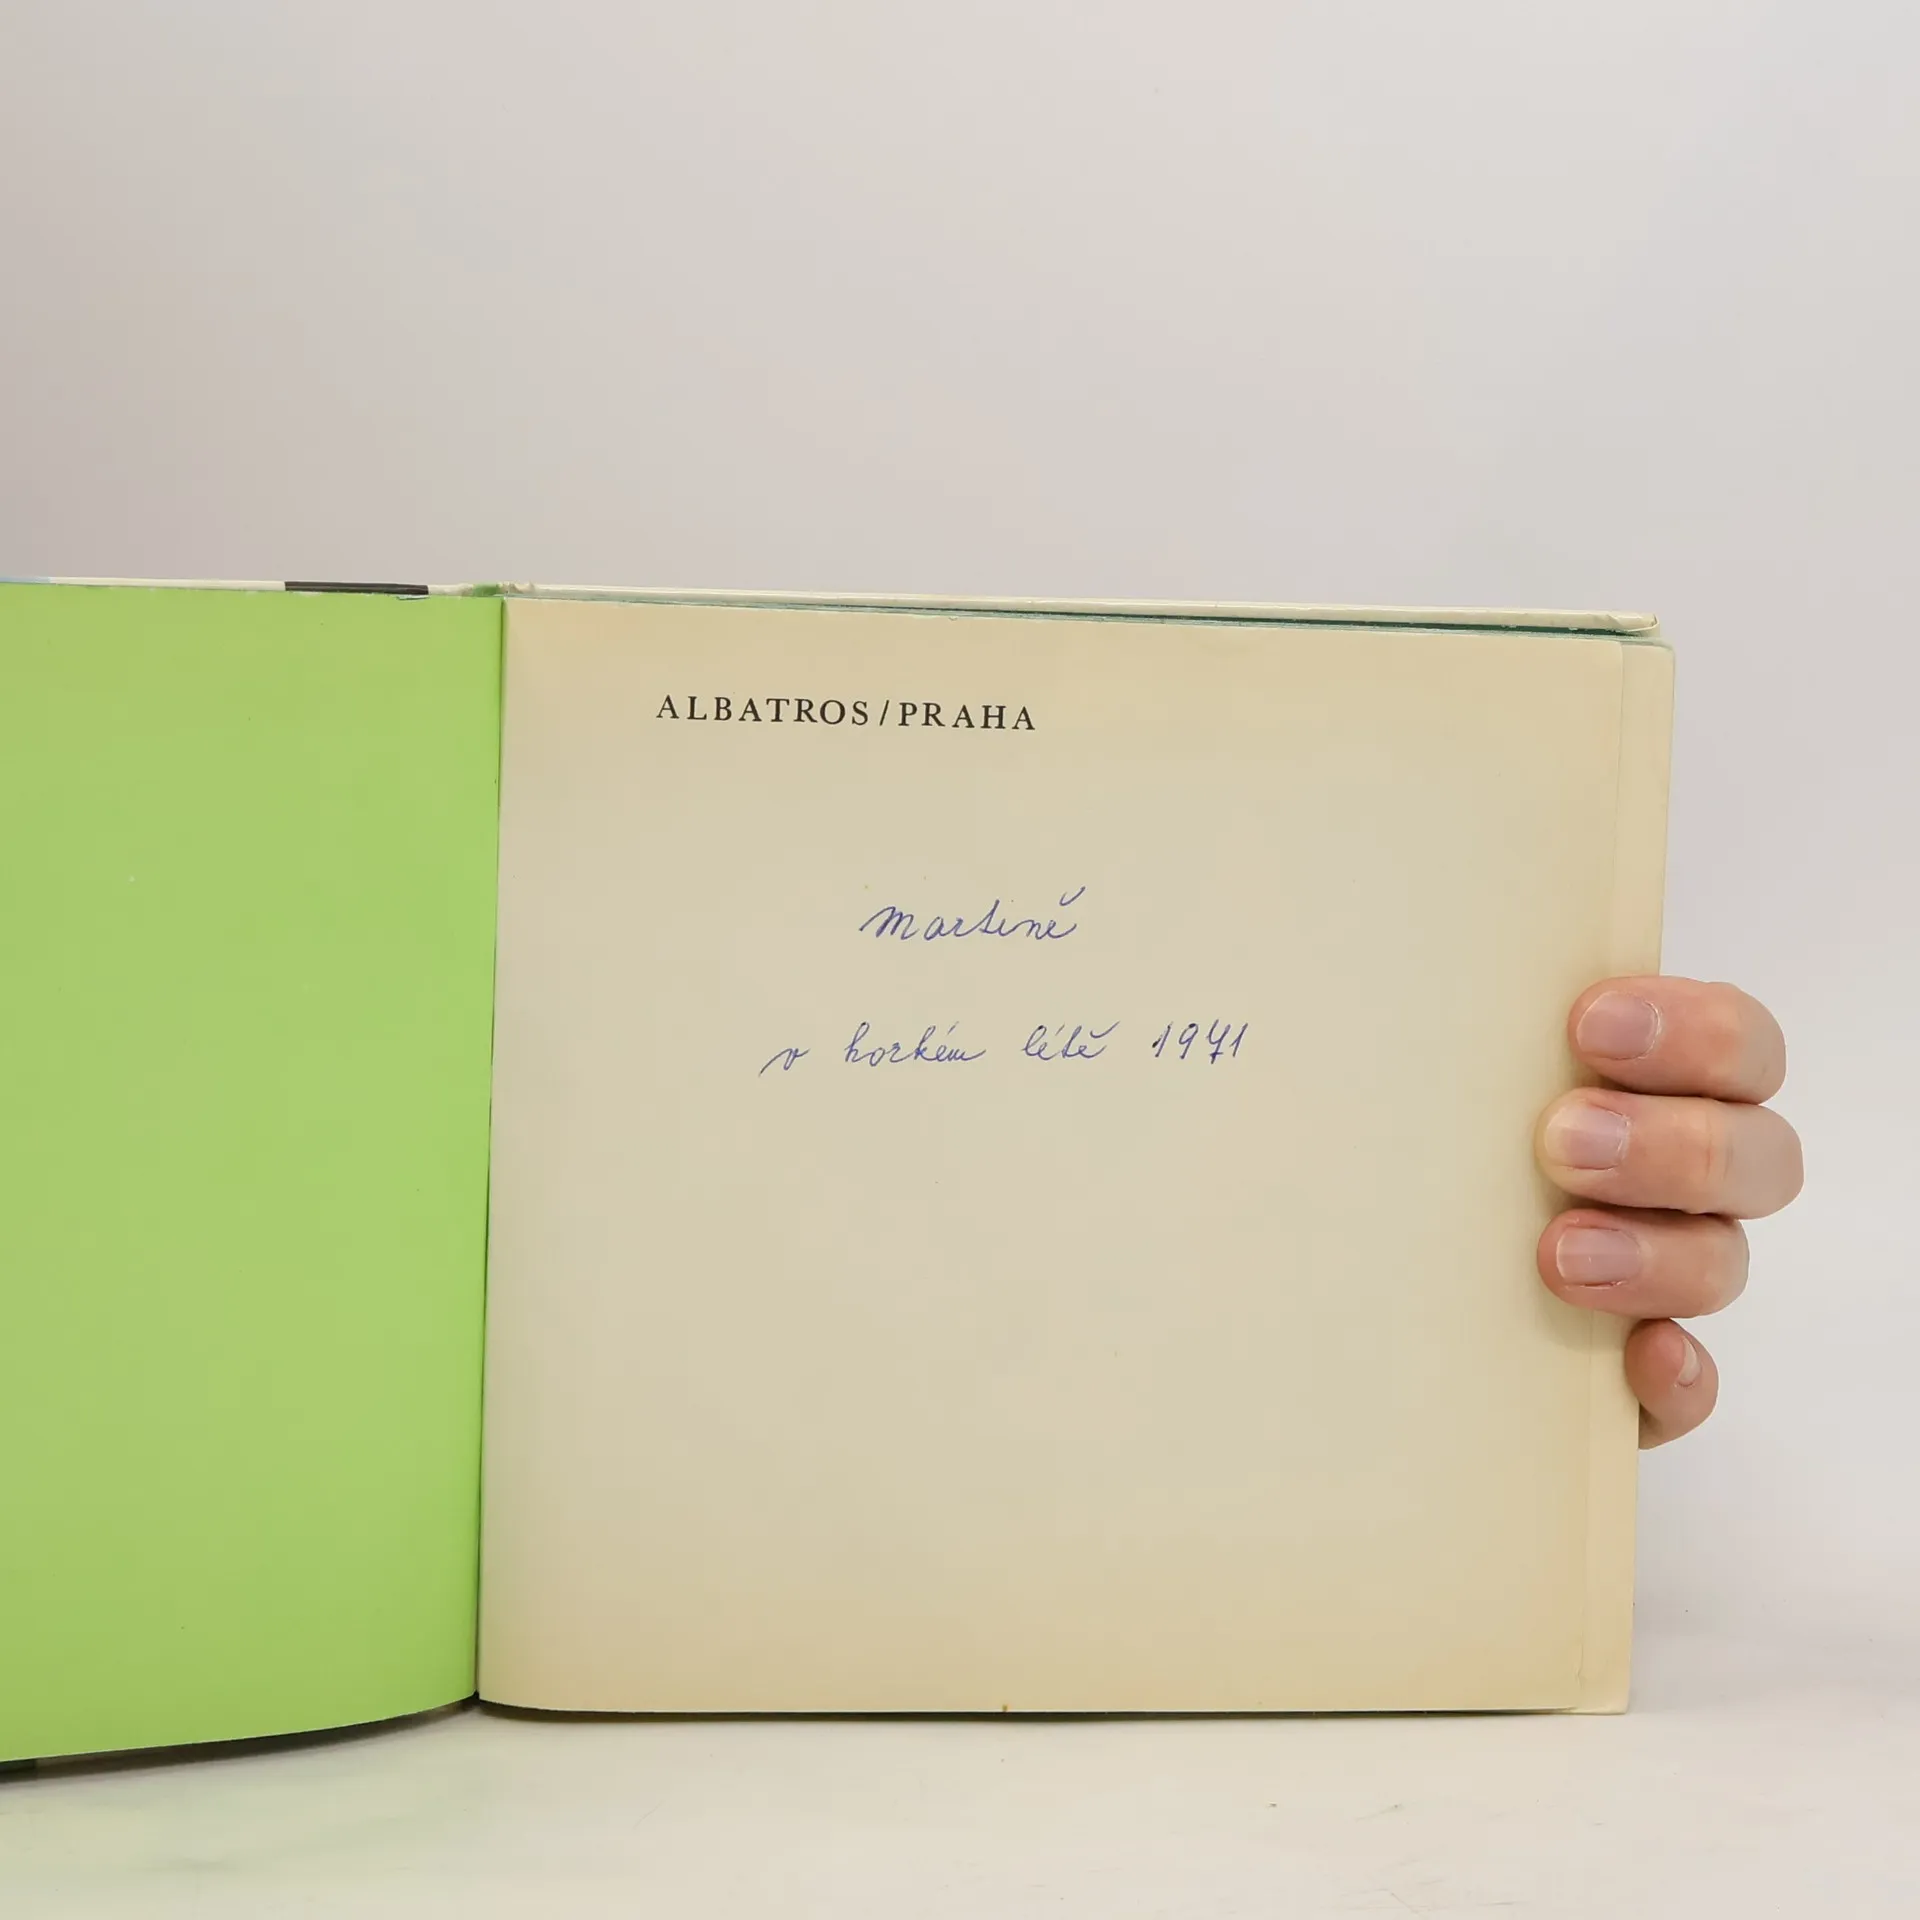 ALBATROS/PRAHA
Martině
v horkém létě 1971